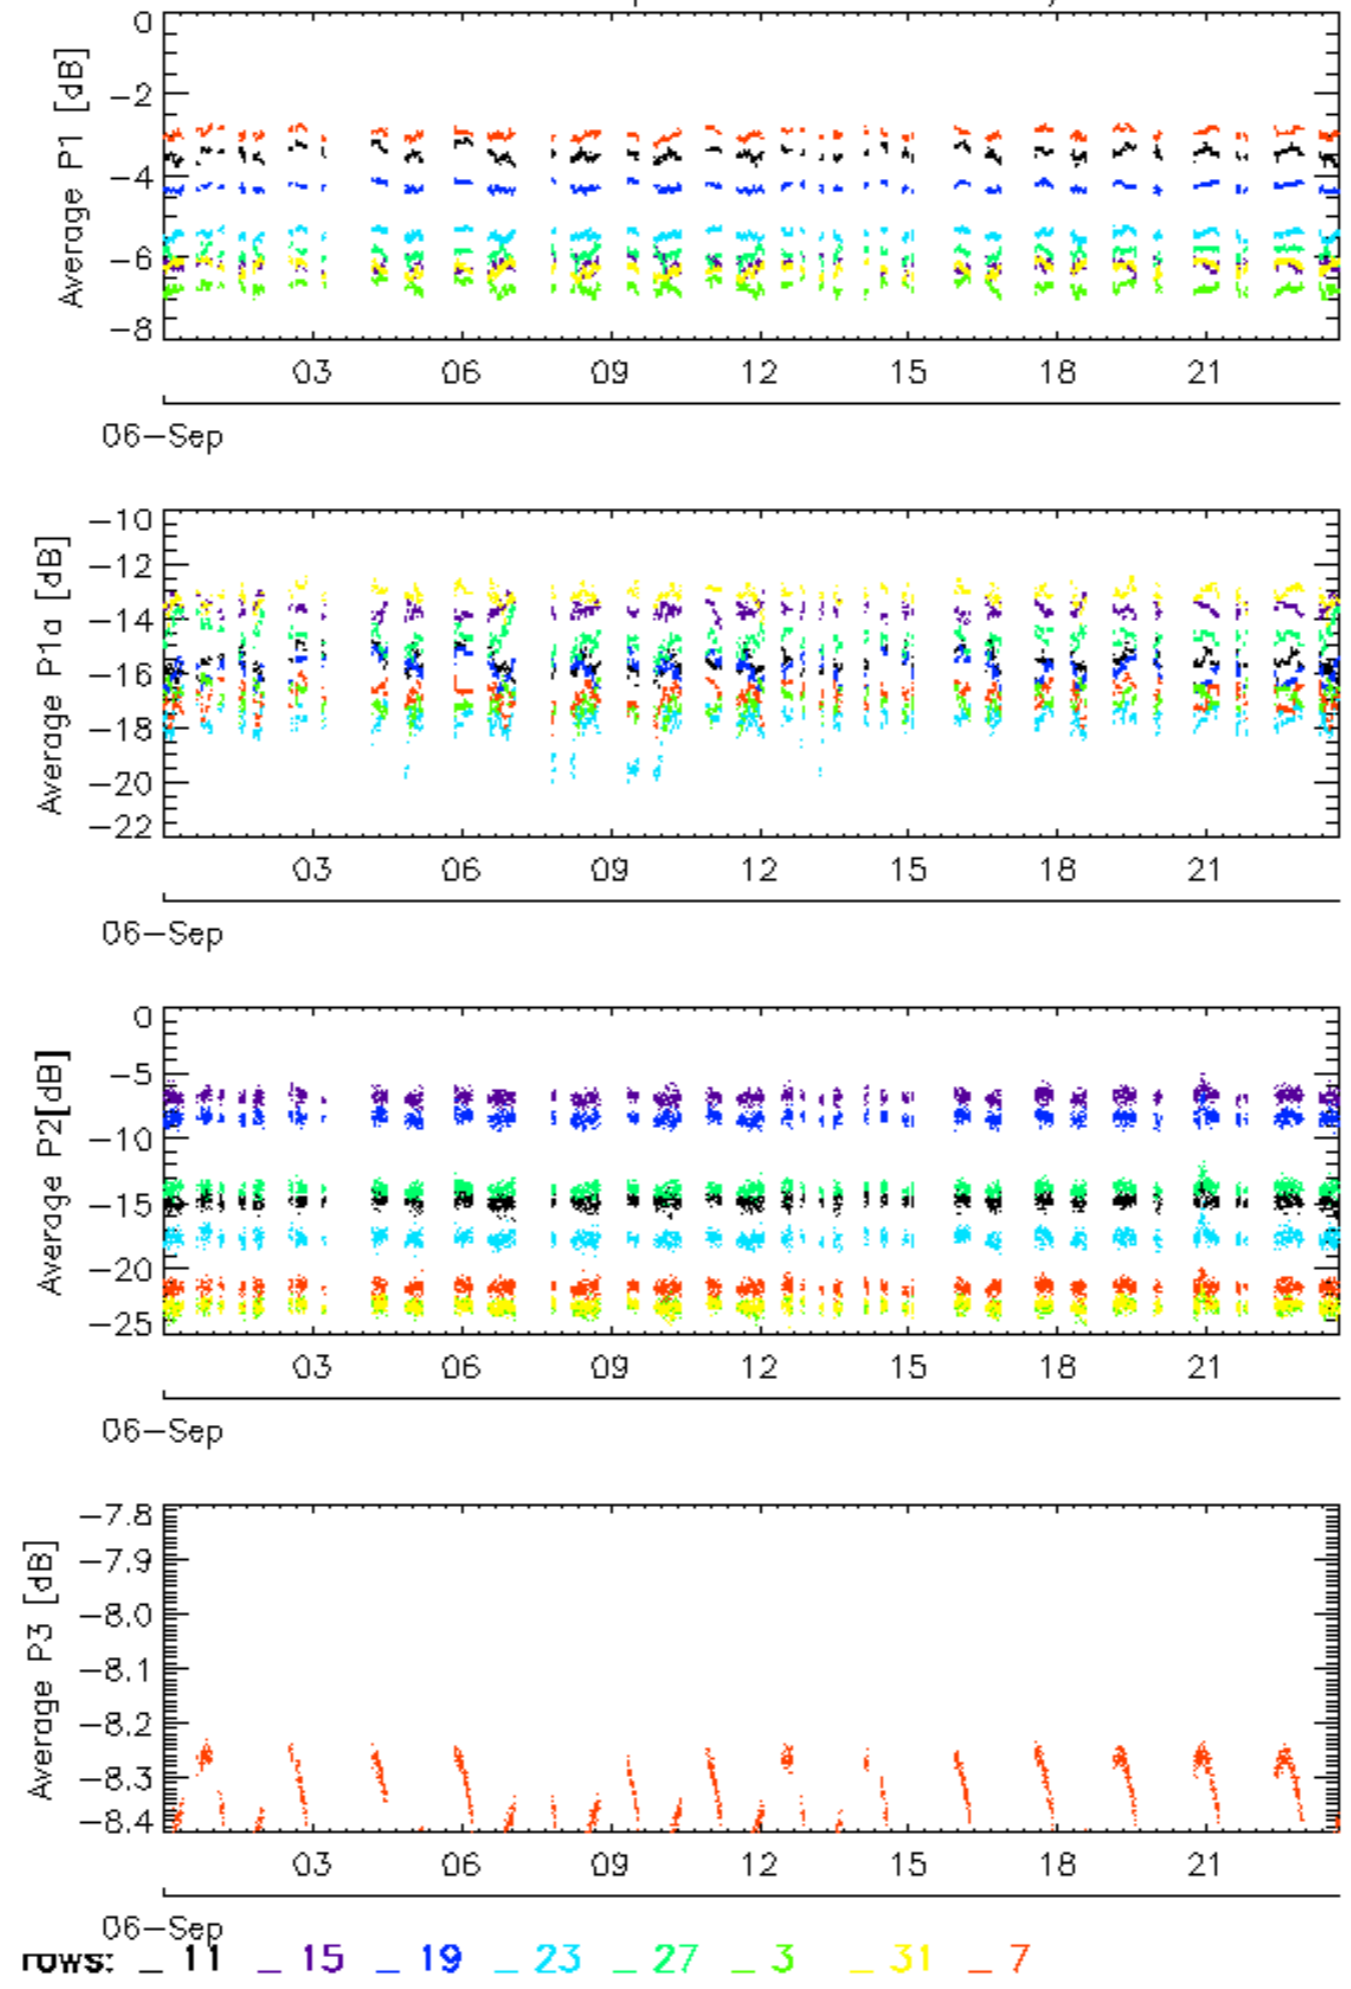 0
-2
-4
-6
-8
Average P1 [dB]
03 06 09 12 15 18 21
06-Sep
-10
-12
-14
-16
-18
-20
-22
Average P1a [dB]
03 06 09 12 15 18 21
06-Sep
0
-5
-10
-15
-20
-25
Average P2[dB]
03 06 09 12 15 18 21
06-Sep
-7.8
-7.9
-8.0
-8.1
-8.2
-8.3
-8.4
Average P3 [dB]
03 06 09 12 15 18 21
06-Sep
rows: _ 11 _ 15 _ 19 _ 23 _ 27 _ 3 _ 31 _ 7